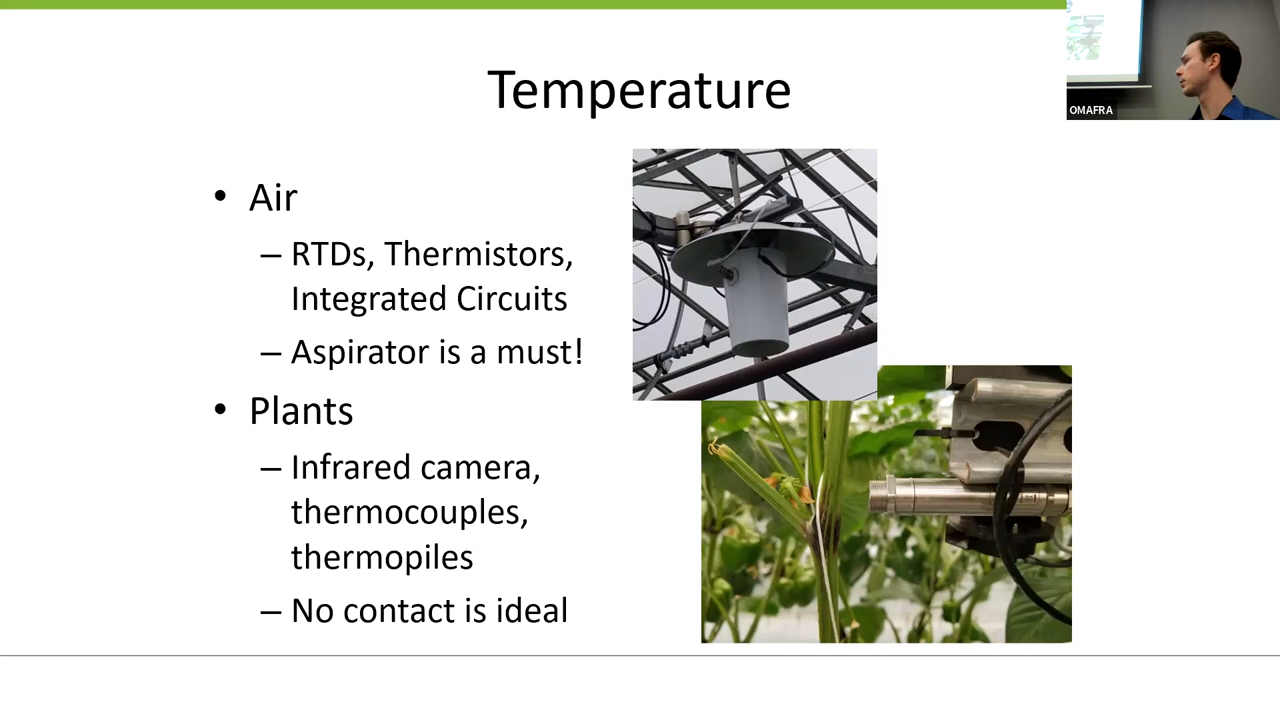 OMAFRA
Temperature
• Air
– RTDs, Thermistors,
Integrated Circuits
– Aspirator is a must!
• Plants
– Infrared camera,
thermocouples,
thermopiles
– No contact is ideal